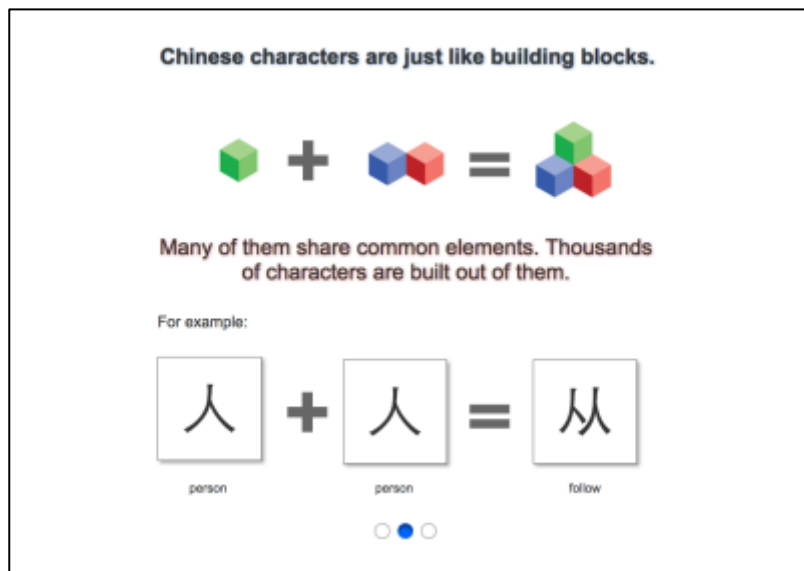 Chinese characters are just like building blocks.
+ =
Many of them share common elements. Thousands
of characters are built out of them.
For example:
人 + 人 = 从
person person follow